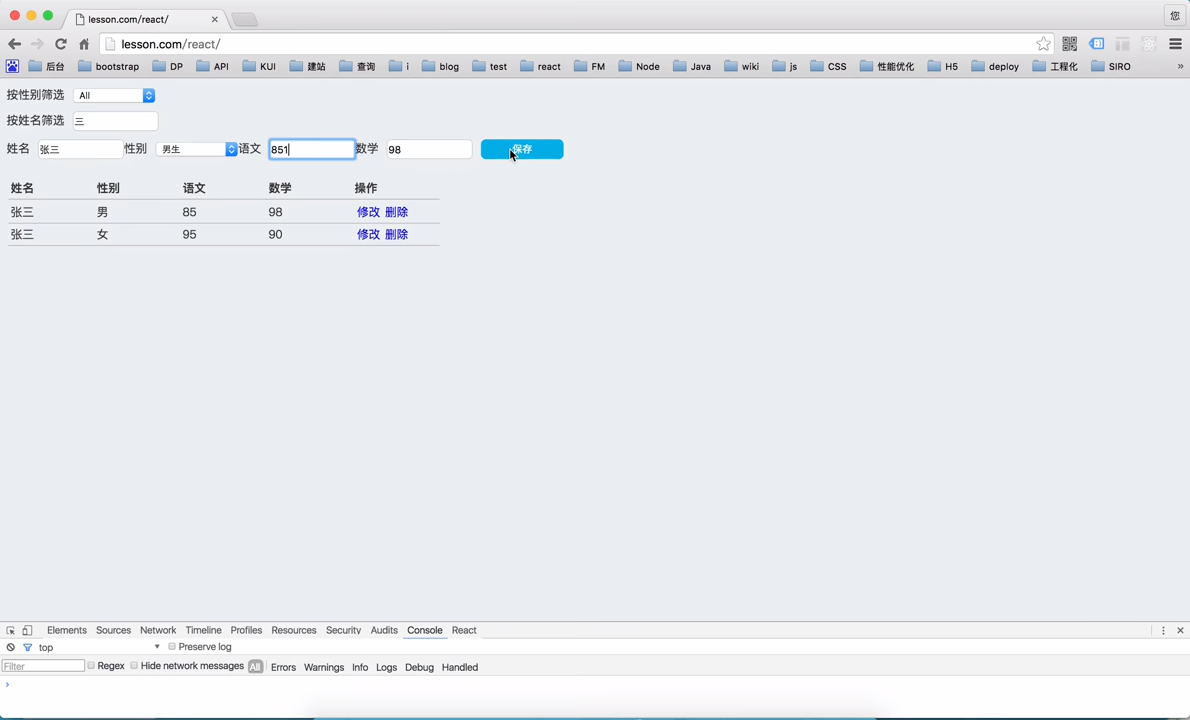 lesson.com/react/
您
lesson.com/react/
后台 bootstrap DP API KUI 建站 查询 i blog test react FM Node Java wiki js CSS 性能优化 H5 deploy 工程化 SIRO »
按性别筛选 All
按姓名筛选 三
姓名 张三 性别 男生 语文 851 数学 98 保存
姓名 性别 语文 数学 操作
张三 男 85 98 修改 删除
张三 女 95 90 修改 删除
Elements Sources Network Timeline Profiles Resources Security Audits Console React
top Preserve log
Filter Regex Hide network messages All Errors Warnings Info Logs Debug Handled